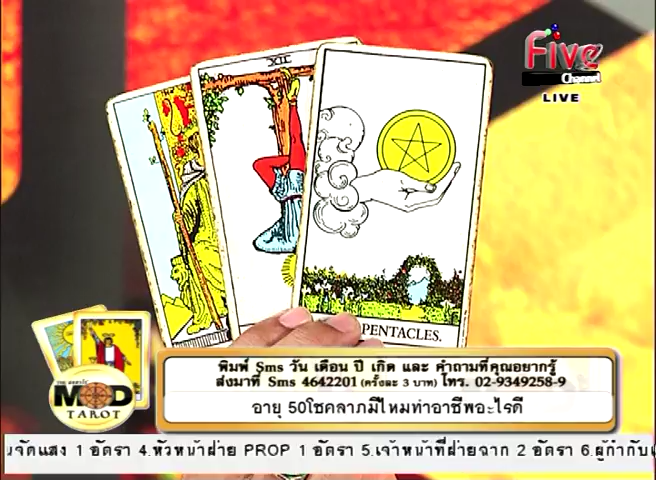 XII
PENTACLES.
Five
Channel
LIVE
MOD
TAROT
พิมพ์ Sms วัน เดือน ปี เกิด และ คำถามที่คุณอยากรู้
ส่งมาที่ Sms 4642201 (ครั้งละ 3 บาท) โทร. 02-9349258-9
อายุ 50โชคลาภมีไหมทำอาชีพอะไรดี
นจัดแสง 1 อัตรา 4.หัวหน้าฝ่าย PROP 1 อัตรา 5.เจ้าหน้าที่ฝ่ายฉาก 2 อัตรา 6.ผู้กำกับ